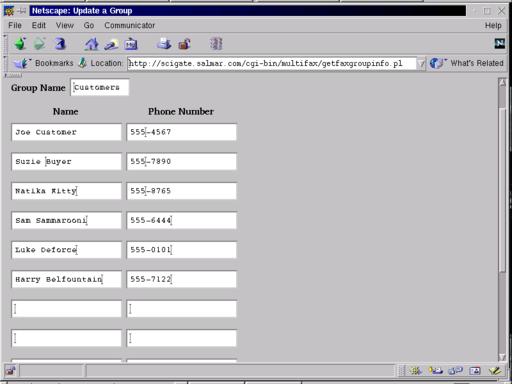 Netscape: Update a Group
File Edit View Go Communicator Help
Bookmarks Location: http://scigate.salmar.com/cgi-bin/multifax/getfaxgroupinfo.pl What's Related
Group Name Customers
Name Phone Number
Joe Customer 555-4567
Suzie Buyer 555-7890
Natika Kitty 555-8765
Sam Sammarooni 555-6444
Luke Deforce 555-0101
Harry Belfountain 555-7122